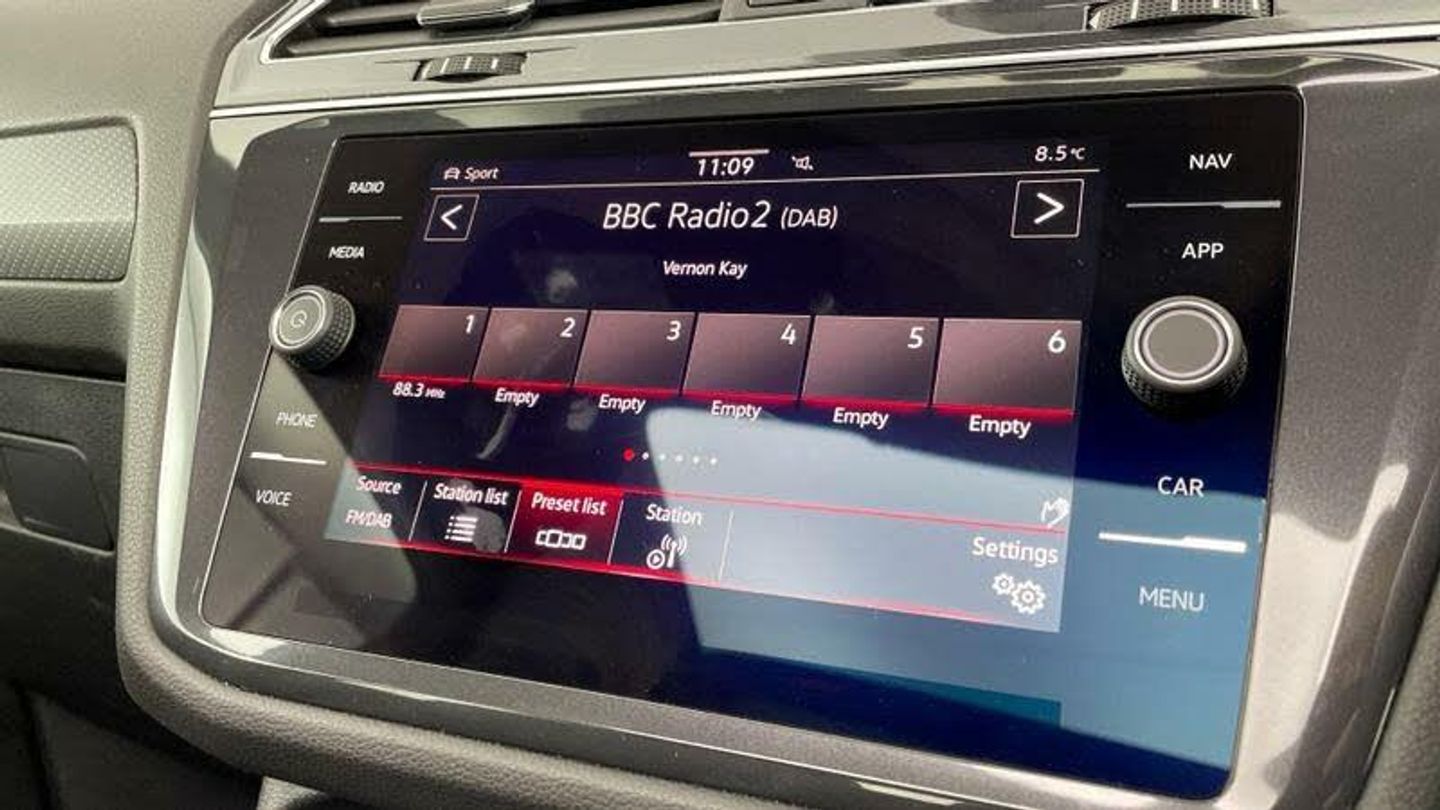 RADIO
MEDIA
PHONE
VOICE
Sport 11:09 8.5°C
< BBC Radio2 (DAB) >
Vernon Kay
1 2 3 4 5 6
88.3 MHz Empty Empty Empty Empty Empty
Source Station list Preset list Station Settings
FM/DAB
NAV
APP
CAR
MENU